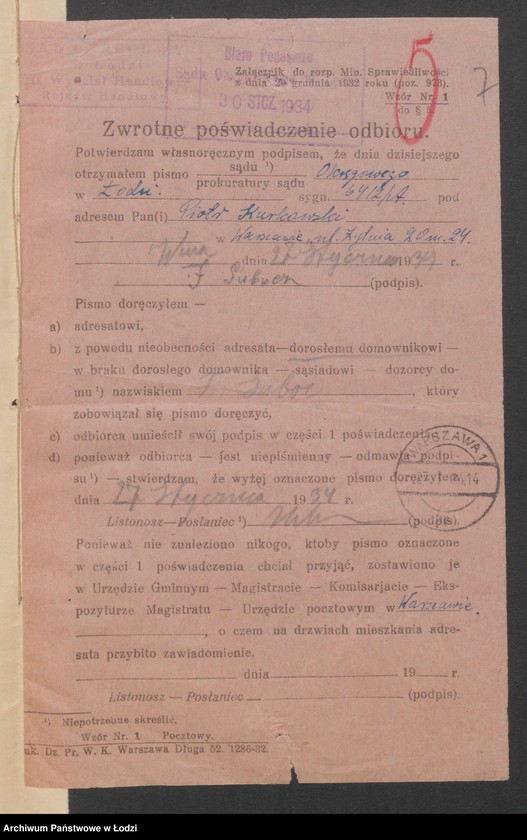 SĄD OKRĘGOWY
Wydział Handlowy
Biuro Podawcze
Sądu
30 STCZ 1934
5
7
Załącznik do rozp. Min. Sprawiedliwości
z dnia 29 grudnia 1932 roku (poz. 973).
Wzór Nr. 1
do §
Zwrotne poświadczenie odbioru.
Potwierdzam własnoręcznym podpisem, że dnia dzisiejszego
otrzymałem pismo sądu ¹) Okręgowego
prokuratury sądu
w Łodzi. sygn. pod
adresem Pan(i) Piotr Kurkowski
w Warszawie, ul. Żytnia 20 m. 24.
dnia 27 Stycznia 1934 r.
(podpis).
Pismo doręczyłem —
a) adresatowi,
b) z powodu nieobecności adresata—dorosłemu domownikowi —
w braku dorosłego domownika — sąsiadowi — dozorcy do-
mu ¹) nazwiskiem , który
zobowiązał się pismo doręczyć,
c) odbiorca umieścił swój podpis w części 1 poświadczenia,
d) ponieważ odbiorca — jest niepiśmienny — odmawia podpi-
su ¹) — stwierdzam, że wyżej oznaczone pismo doręczyłem
dnia 27 Stycznia 1934 r.
WARSZAWA 1
14
Listonosz — Posłaniec ¹) (podpis).
Ponieważ nie znaleziono nikogo, ktoby pismo oznaczone
w części 1 poświadczenia chciał przyjąć, zostawiono je
w Urzędzie Gminnym — Magistracie — Komisarjacie — Eks-
pozyturze Magistratu — Urzędzie pocztowym w Warszawie.
, o czem na drzwiach mieszkania adre-
sata przybito zawiadomienie.
dnia 19 r.
Listonosz — Posłaniec (podpis).
¹). Niepotrzebne skreślić.
Wzór Nr. 1 Pocztowy.
uk. Dz. Pr. W. K. Warszawa Długa 52. 1286-32.
Archiwum Państwowe w Łodzi